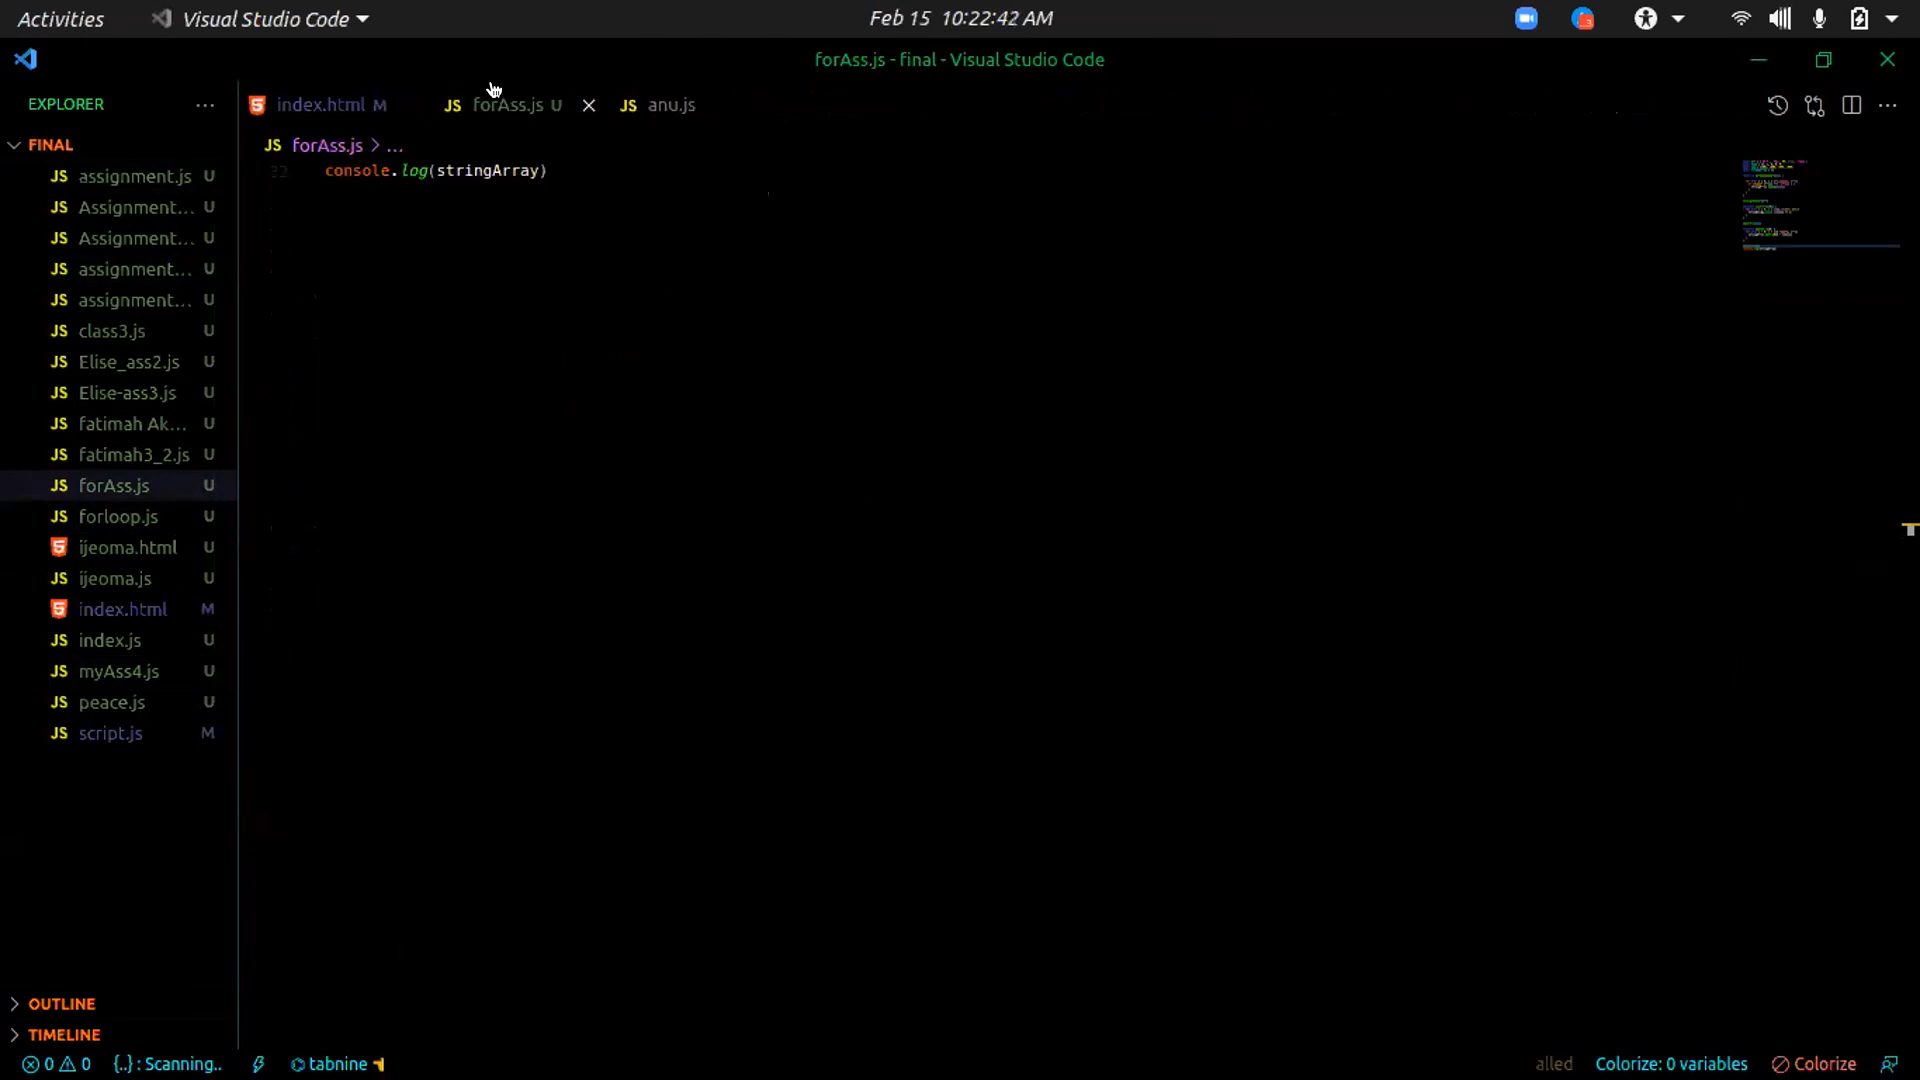 Activities Visual Studio Code Feb 15 10:22:42 AM
forAss.js - final - Visual Studio Code
EXPLORER ... index.html M JS forAss.js U JS anu.js
FINAL JS forAss.js > ...
console.log(stringArray)
JS assignment.js U
JS Assignment... U
JS Assignment... U
JS assignment... U
JS assignment... U
JS class3.js U
JS Elise_ass2.js U
JS Elise-ass3.js U
JS fatimah Ak... U
JS fatimah3_2.js U
JS forAss.js U
JS forloop.js U
ijeoma.html U
JS ijeoma.js U
index.html M
JS index.js U
JS myAss4.js U
JS peace.js U
JS script.js M
OUTLINE
TIMELINE
0 0 {..} : Scanning.. tabnine alled Colorize: 0 variables Colorize